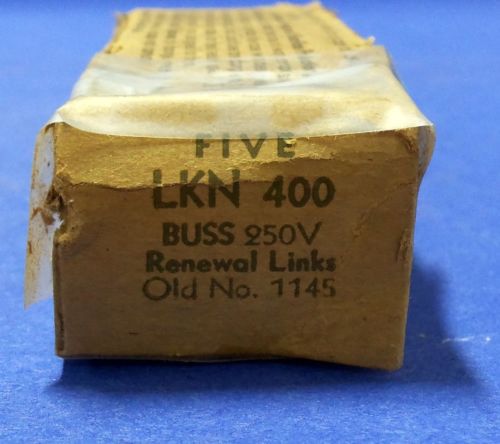 FIVE
LKN 400
BUSS 250V
Renewal Links
Old No. 1145